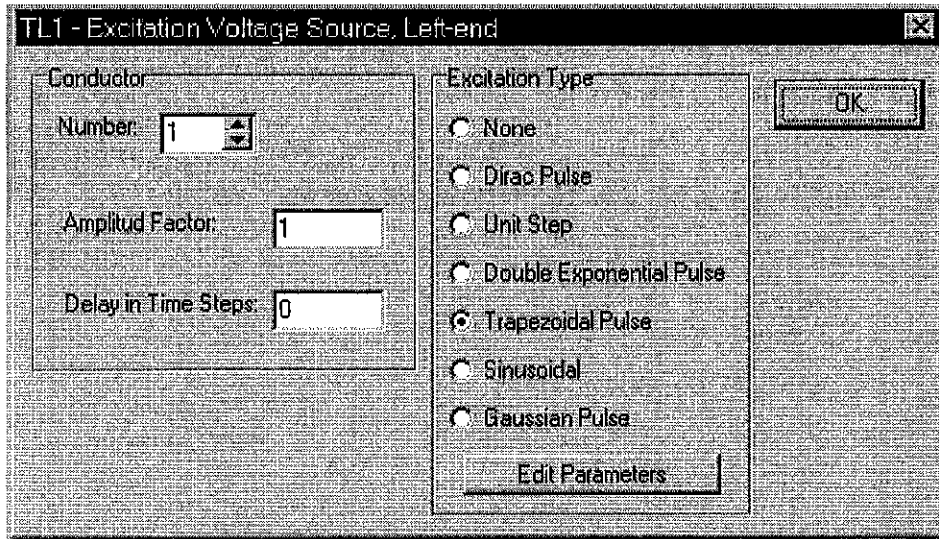 TL1 - Excitation Voltage Source, Left-end
Conductor
Number: 1
Amplitud Factor: 1
Delay in Time Steps: 0
Excitation Type
None
Dirac Pulse
Unit Step
Double Exponential Pulse
Trapezoidal Pulse
Sinusoidal
Gaussian Pulse
Edit Parameters
OK